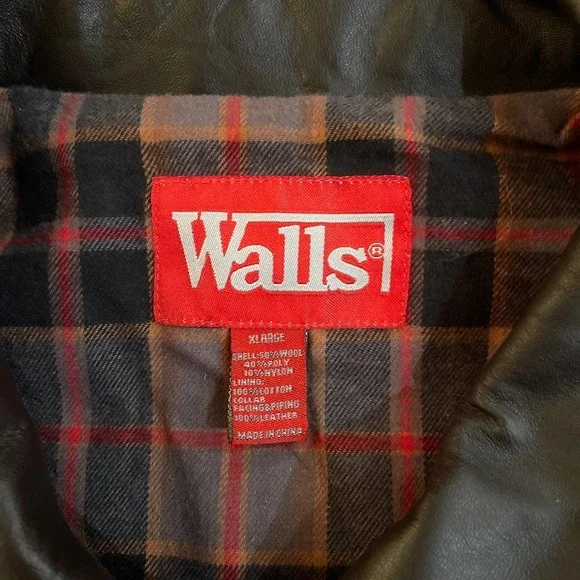 Walls®
XLARGE
SHELL:50%WOOL
40%POLY
10%NYLON
LINING:
100%COTTON
COLLAR
FACING&PIPING
100%LEATHER
MADE IN CHINA